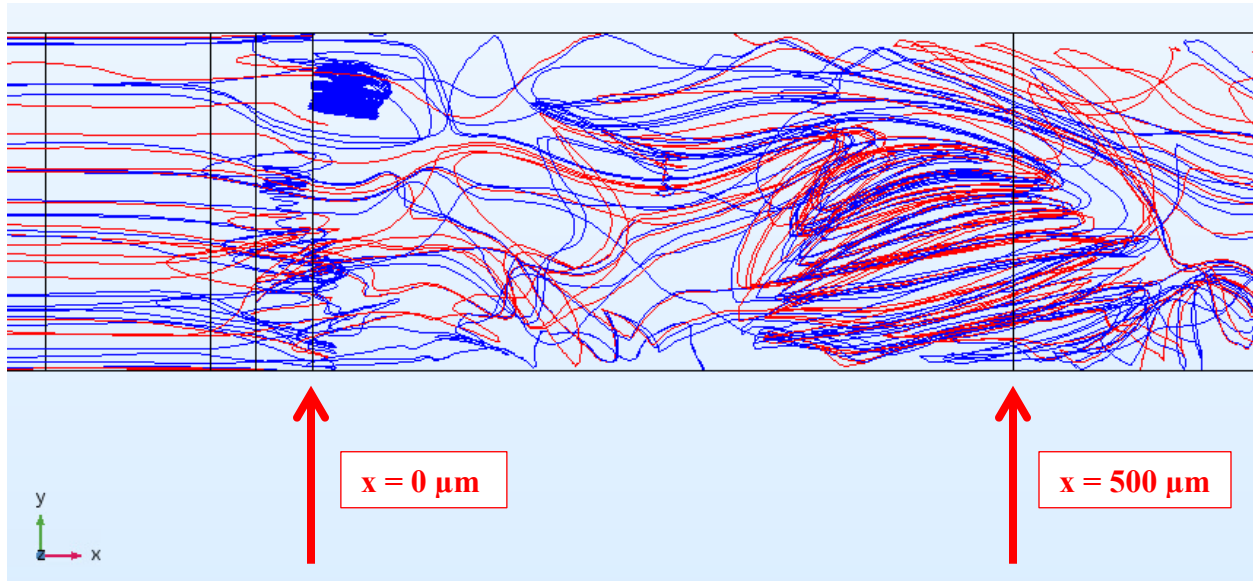 x = 0 µm
x = 500 µm
y
z
x